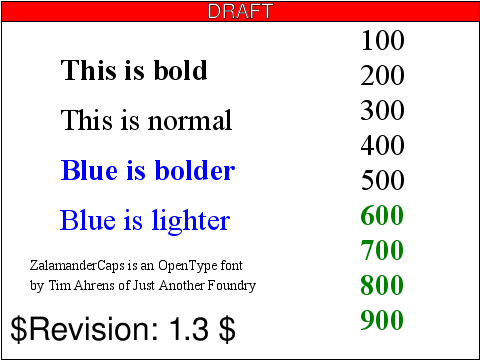 DRAFT
This is bold
This is normal
Blue is bolder
Blue is lighter
ZalamanderCaps is an OpenType font
by Tim Ahrens of Just Another Foundry
$Revision: 1.3 $
100
200
300
400
500
600
700
800
900